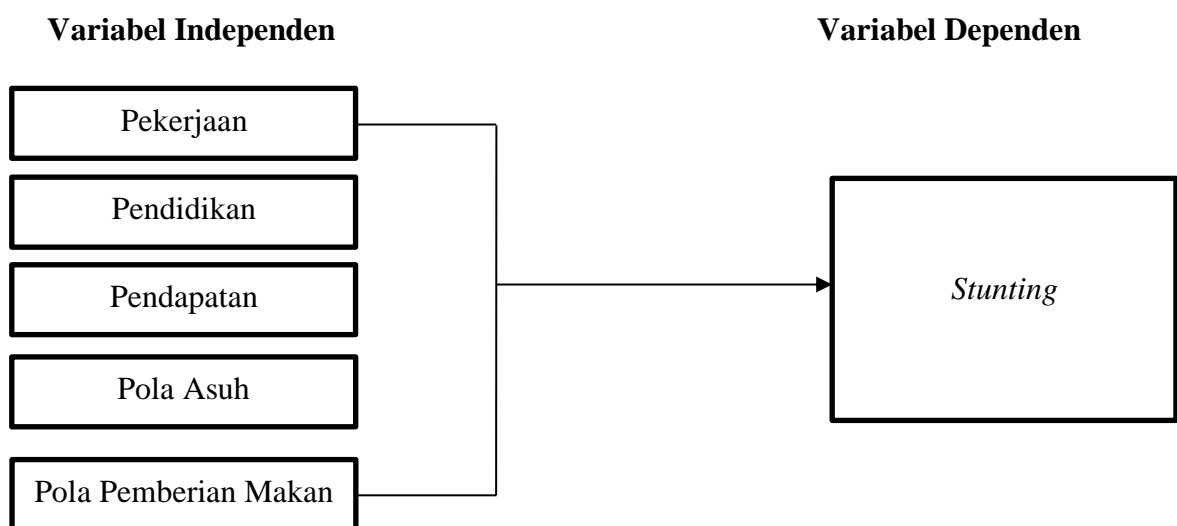 Variabel Independen
Variabel Dependen
Pekerjaan
Pendidikan
Pendapatan
Pola Asuh
Pola Pemberian Makan
Stunting